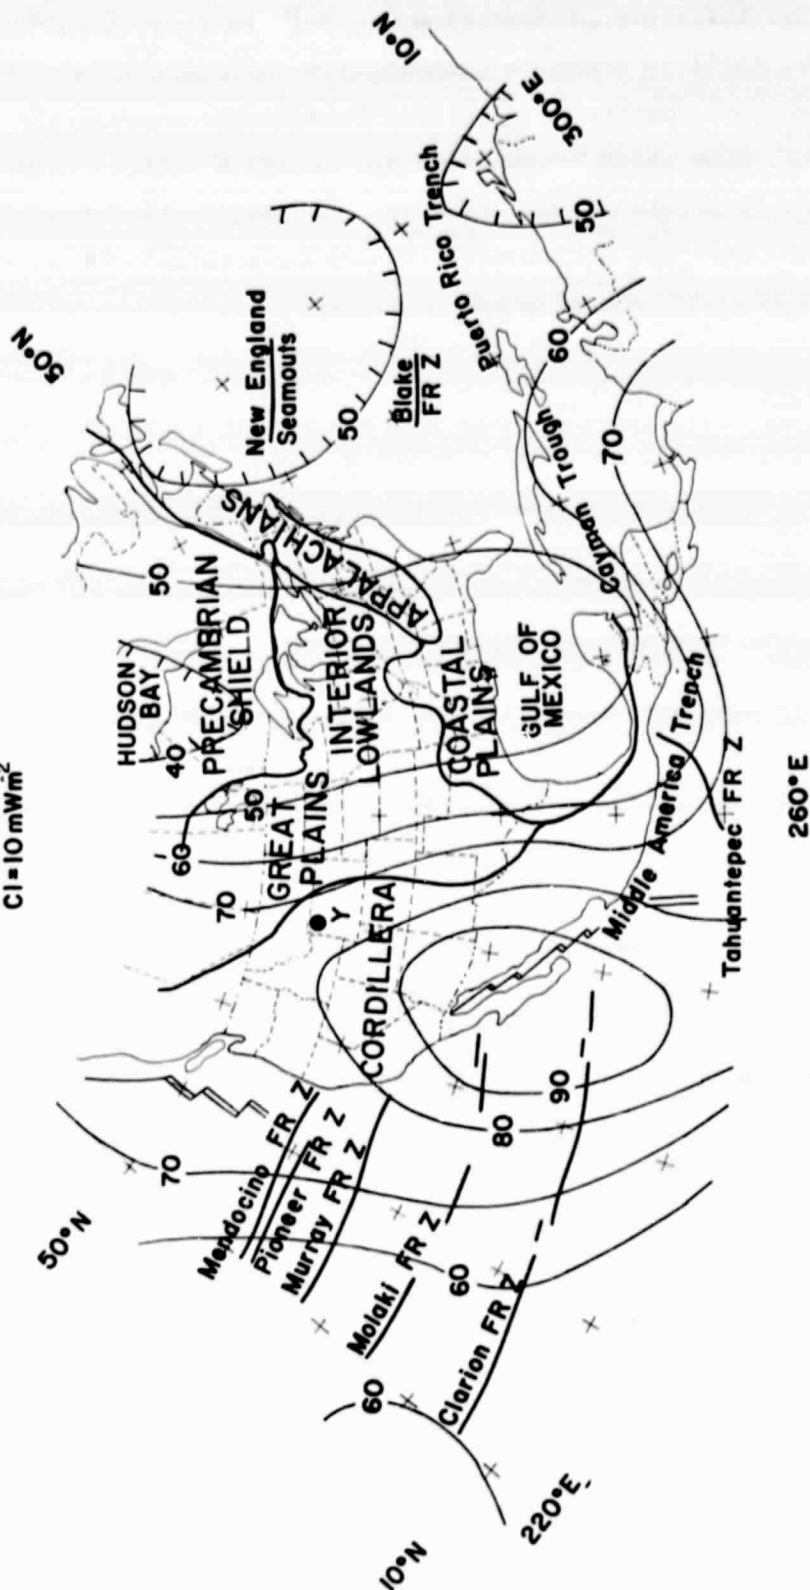 CI=10mWm⁻²
50°N
50°N
HUDSON
BAY
40
50
PRECAMBRIAN
SHIELD
60
70
70
50
GREAT
PLAINS
Y
INTERIOR
LOWLANDS
APPALACHIANS
New England
Seamouts
50
Mendocino FR Z
Pioneer FR Z
Murray FR Z
CORDILLERA
COASTAL
PLAINS
Blake
FR Z
Molaki FR Z
60
60
80
90
GULF OF
MEXICO
Puerto Rico Trench
10°N
10°N
Clarion FR Z
Cayman Trough
60
50
300°E
220°E
Middle America Trench
70
Tahuantepec FR Z
260°E